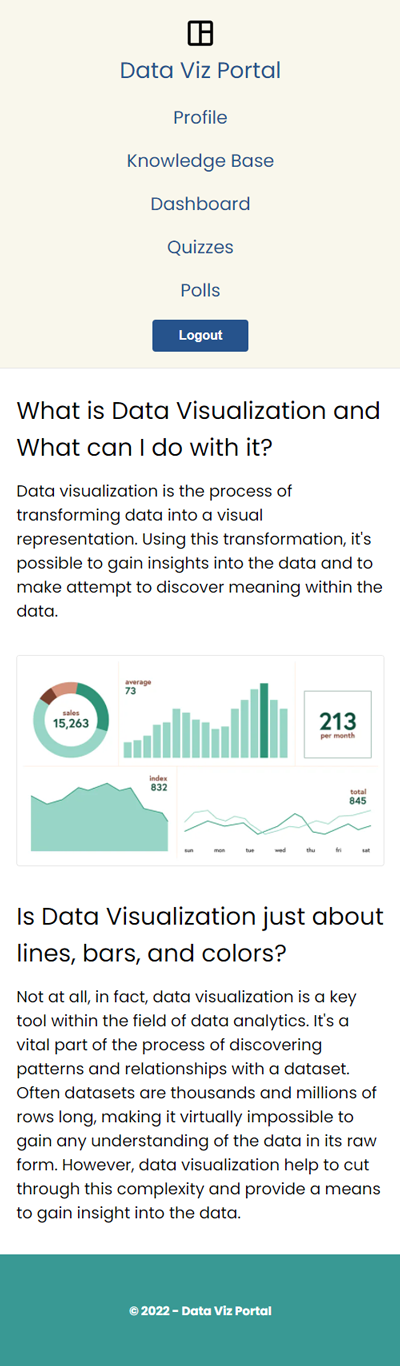 Data Viz Portal
Profile
Knowledge Base
Dashboard
Quizzes
Polls
Logout
What is Data Visualization and
What can I do with it?
Data visualization is the process of
transforming data into a visual
representation. Using this transformation, it's
possible to gain insights into the data and to
make attempt to discover meaning within the
data.
sales
15,263
average
73
213
per month
index
832
total
845
sun mon tue wed thu fri sat
Is Data Visualization just about
lines, bars, and colors?
Not at all, in fact, data visualization is a key
tool within the field of data analytics. It's a
vital part of the process of discovering
patterns and relationships with a dataset.
Often datasets are thousands and millions of
rows long, making it virtually impossible to
gain any understanding of the data in its raw
form. However, data visualization help to cut
through this complexity and provide a means
to gain insight into the data.
© 2022 - Data Viz Portal